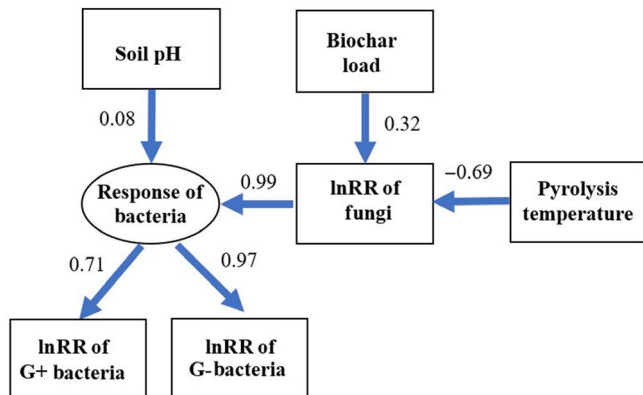 Soil pH
Biochar
load
0.08
0.32
Response of
bacteria
0.99
lnRR of
fungi
−0.69
Pyrolysis
temperature
0.71
0.97
lnRR of
G+ bacteria
lnRR of
G-bacteria